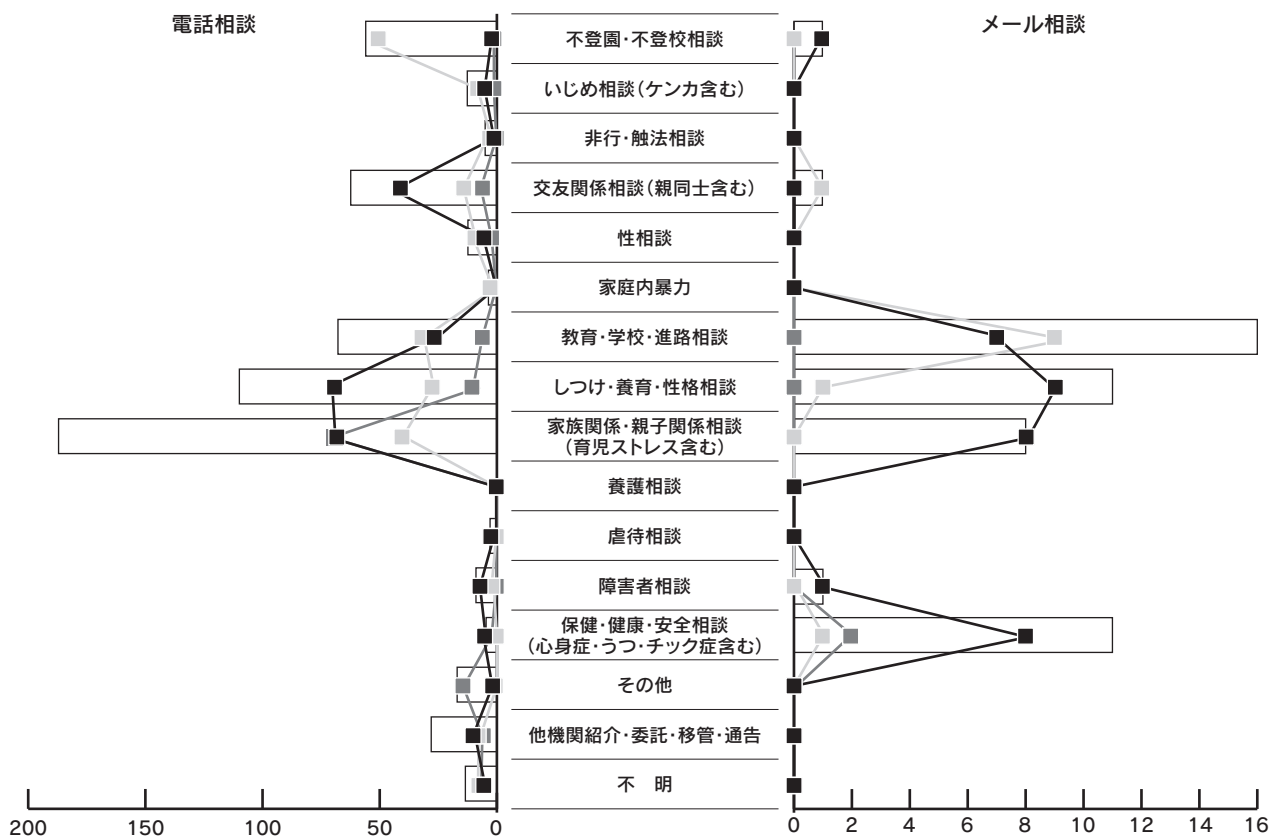 電話相談
メール相談
不登園・不登校相談
いじめ相談（ケンカ含む）
非行・触法相談
交友関係相談（親同士含む）
性相談
家庭内暴力
教育・学校・進路相談
しつけ・養育・性格相談
家族関係・親子関係相談
（育児ストレス含む）
養護相談
虐待相談
障害者相談
保健・健康・安全相談
（心身症・うつ・チック症含む）
その他
他機関紹介・委託・移管・通告
不　明
200 150 100 50 0
0 2 4 6 8 10 12 14 16